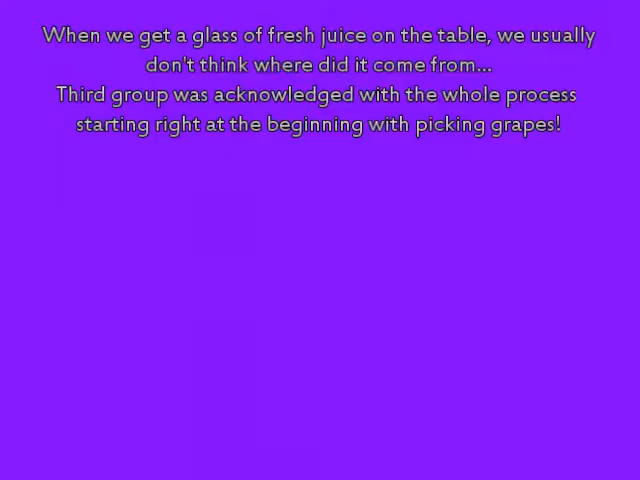 When we get a glass of fresh juice on the table, we usually
don't think where did it come from...
Third group was acknowledged with the whole process
starting right at the beginning with picking grapes!